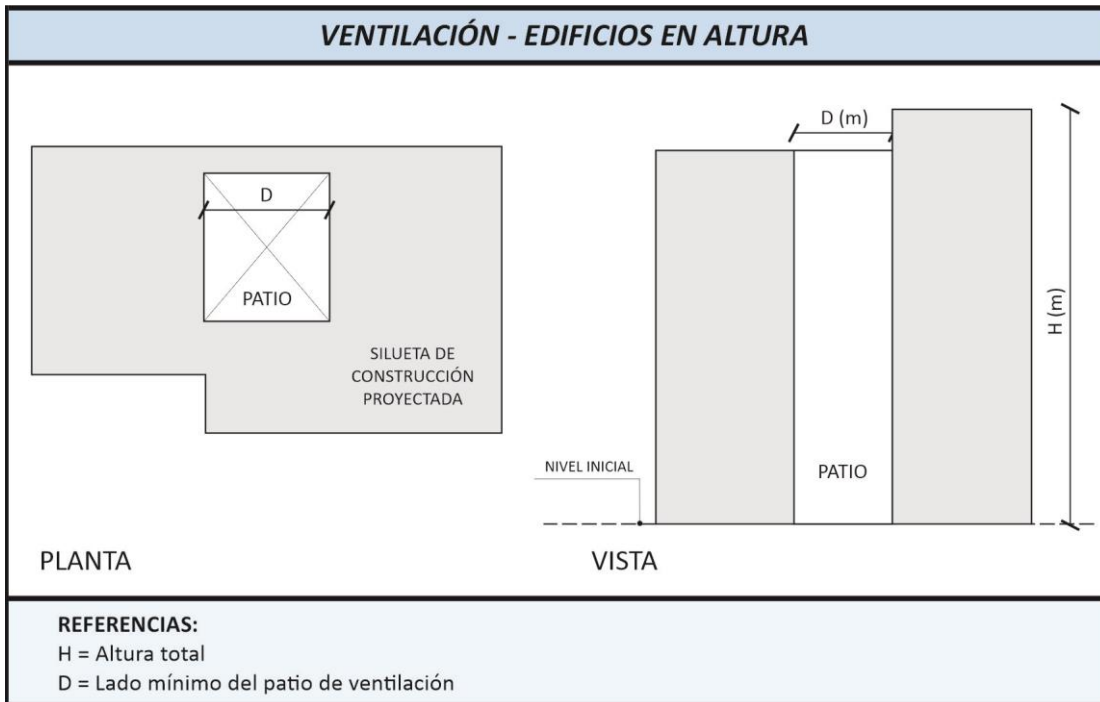 VENTILACIÓN - EDIFICIOS EN ALTURA
D
PATIO
SILUETA DE
CONSTRUCCIÓN
PROYECTADA
PLANTA
D (m)
H (m)
NIVEL INICIAL
PATIO
VISTA
REFERENCIAS:
H = Altura total
D = Lado mínimo del patio de ventilación